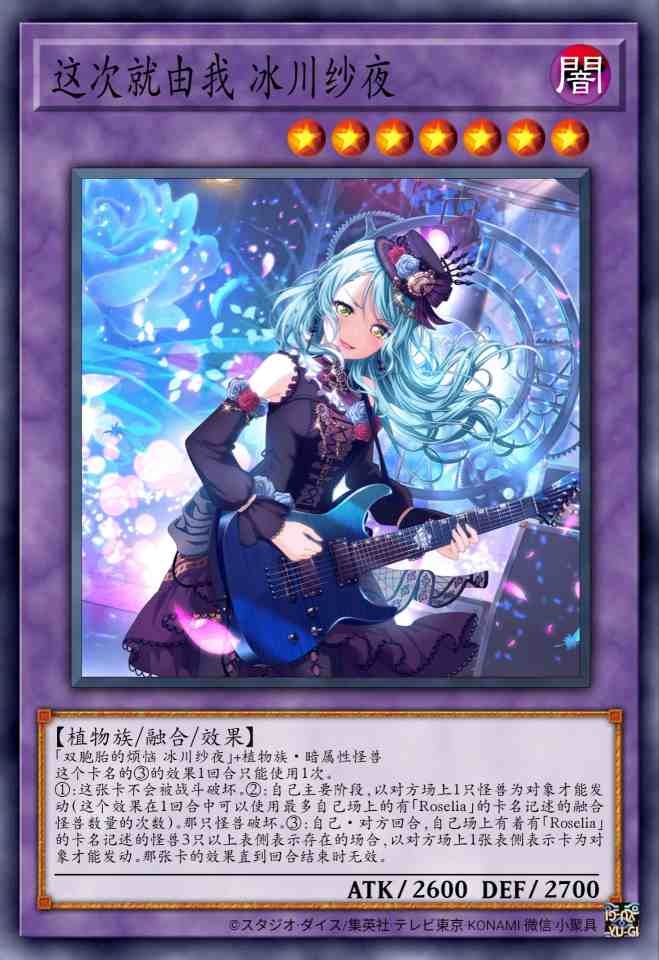 这次就由我 冰川纱夜
闇
【植物族/融合/效果】
「双胞胎的烦恼 冰川纱夜」+植物族・暗属性怪兽
这个卡名的③的效果1回合只能使用1次。
①:这张卡不会被战斗破坏。②:自己主要阶段,以对方场上1只怪兽为对象才能发
动(这个效果在1回合中可以使用最多自己场上的有「Roselia」的卡名记述的融合
怪兽数量的次数)。那只怪兽破坏。③:自己・对方回合,自己场上有着有「Roselia」
的卡名记述的怪兽3只以上表侧表示存在的场合,以对方场上1张表侧表示卡为对
象才能发动。那张卡的效果直到回合结束时无效。
ATK/2600 DEF/2700
©スタジオ・ダイス/集英社 テレビ東京 KONAMI 微信 小聚具